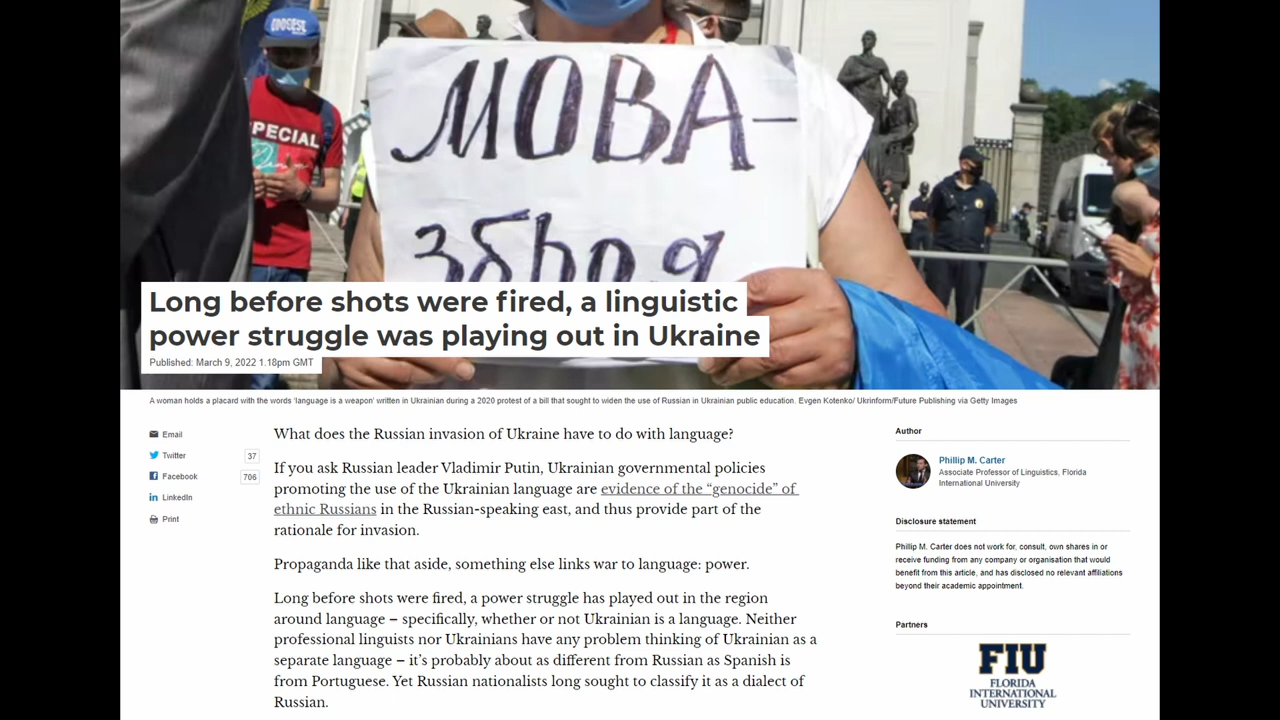 COOGEST
SPECIAL
МОВА-
зброя
Long before shots were fired, a linguistic
power struggle was playing out in Ukraine
Published: March 9, 2022 1.18pm GMT
A woman holds a placard with the words ‘language is a weapon’ written in Ukrainian during a 2020 protest of a bill that sought to widen the use of Russian in Ukrainian public education. Evgen Kotenko/ Ukrinform/Future Publishing via Getty Images
Email
Twitter 37
Facebook 706
LinkedIn
Print
What does the Russian invasion of Ukraine have to do with language?
If you ask Russian leader Vladimir Putin, Ukrainian governmental policies
promoting the use of the Ukrainian language are evidence of the “genocide” of
ethnic Russians in the Russian-speaking east, and thus provide part of the
rationale for invasion.
Propaganda like that aside, something else links war to language: power.
Long before shots were fired, a power struggle has played out in the region
around language – specifically, whether or not Ukrainian is a language. Neither
professional linguists nor Ukrainians have any problem thinking of Ukrainian as a
separate language – it’s probably about as different from Russian as Spanish is
from Portuguese. Yet Russian nationalists long sought to classify it as a dialect of
Russian.
Author
Phillip M. Carter
Associate Professor of Linguistics, Florida
International University
Disclosure statement
Phillip M. Carter does not work for, consult, own shares in or
receive funding from any company or organisation that would
benefit from this article, and has disclosed no relevant affiliations
beyond their academic appointment.
Partners
FIU
FLORIDA
INTERNATIONAL
UNIVERSITY